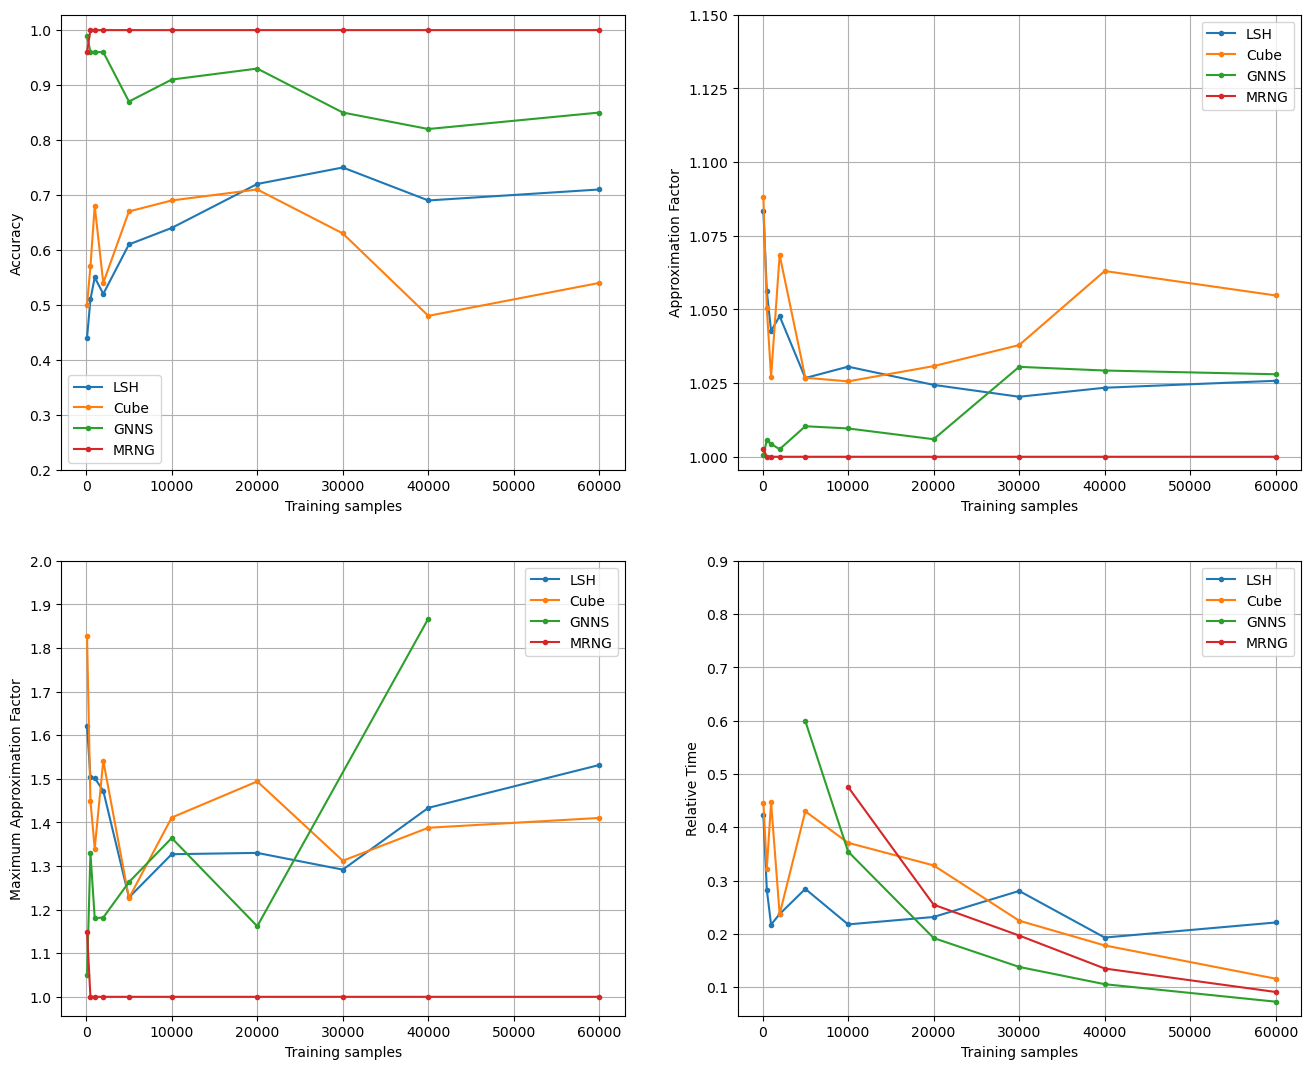 1.0
0.9
0.8
0.7
0.6
0.5
0.4
0.3
0.2
Accuracy
LSH
Cube
GNNS
MRNG
0 10000 20000 30000 40000 50000 60000
Training samples
1.150
1.125
1.100
1.075
1.050
1.025
1.000
Approximation Factor
LSH
Cube
GNNS
MRNG
0 10000 20000 30000 40000 50000 60000
Training samples
2.0
1.9
1.8
1.7
1.6
1.5
1.4
1.3
1.2
1.1
1.0
Maximum Approximation Factor
LSH
Cube
GNNS
MRNG
0 10000 20000 30000 40000 50000 60000
Training samples
0.9
0.8
0.7
0.6
0.5
0.4
0.3
0.2
0.1
Relative Time
LSH
Cube
GNNS
MRNG
0 10000 20000 30000 40000 50000 60000
Training samples